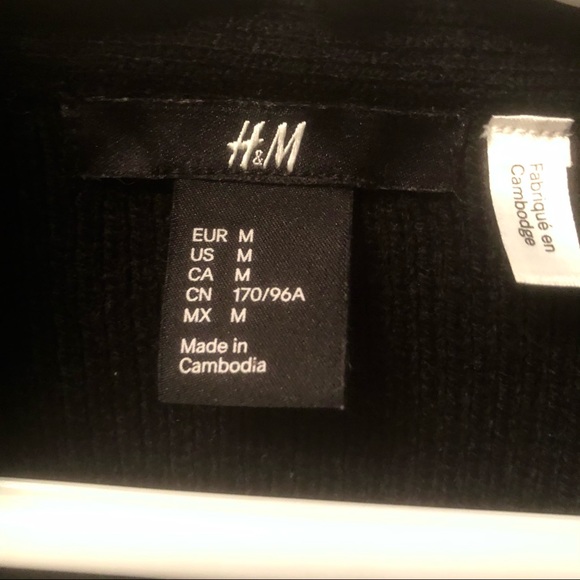 H&M
EUR M
US M
CA M
CN 170/96A
MX M
Made in
Cambodia
Fabriqué en
Cambodge